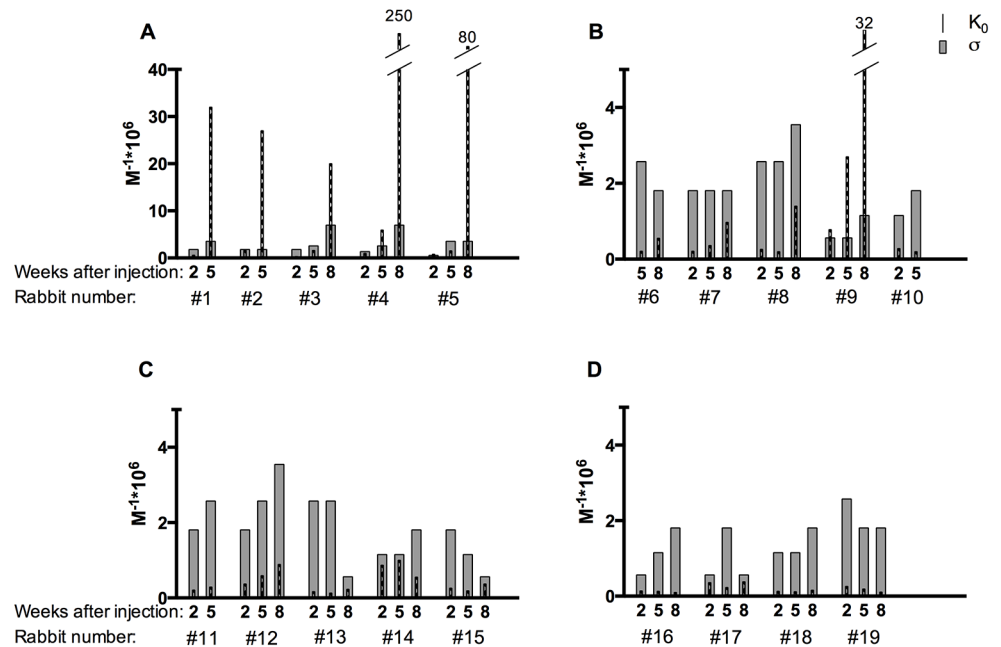 250
32
K₀
A
80
B
σ
40
30
20
10
0
M⁻¹*10⁶
4
2
0
M⁻¹*10⁶
Weeks after injection: 2 5 2 5 2 5 8 2 5 8 2 5 8
5 8 2 5 8 2 5 8 2 5 8 2 5
Rabbit number: #1 #2 #3 #4 #5
#6 #7 #8 #9 #10
C
D
4
2
0
M⁻¹*10⁶
4
2
0
M⁻¹*10⁶
Weeks after injection: 2 5 2 5 8 2 5 8 2 5 8 2 5 8
2 5 8 2 5 8 2 5 8 2 5 8
Rabbit number: #11 #12 #13 #14 #15
#16 #17 #18 #19